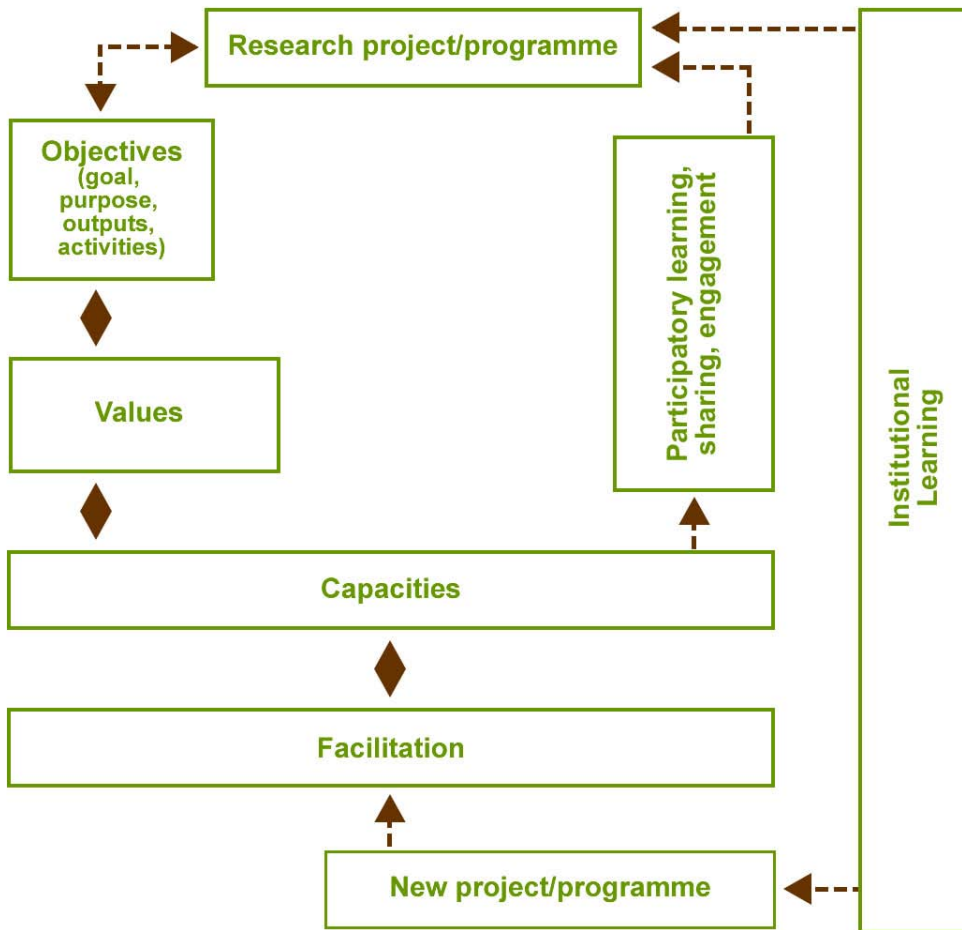 Research project/programme
Objectives
(goal,
purpose,
outputs,
activities)
Participatory learning,
sharing, engagement
Institutional
Learning
Values
Capacities
Facilitation
New project/programme